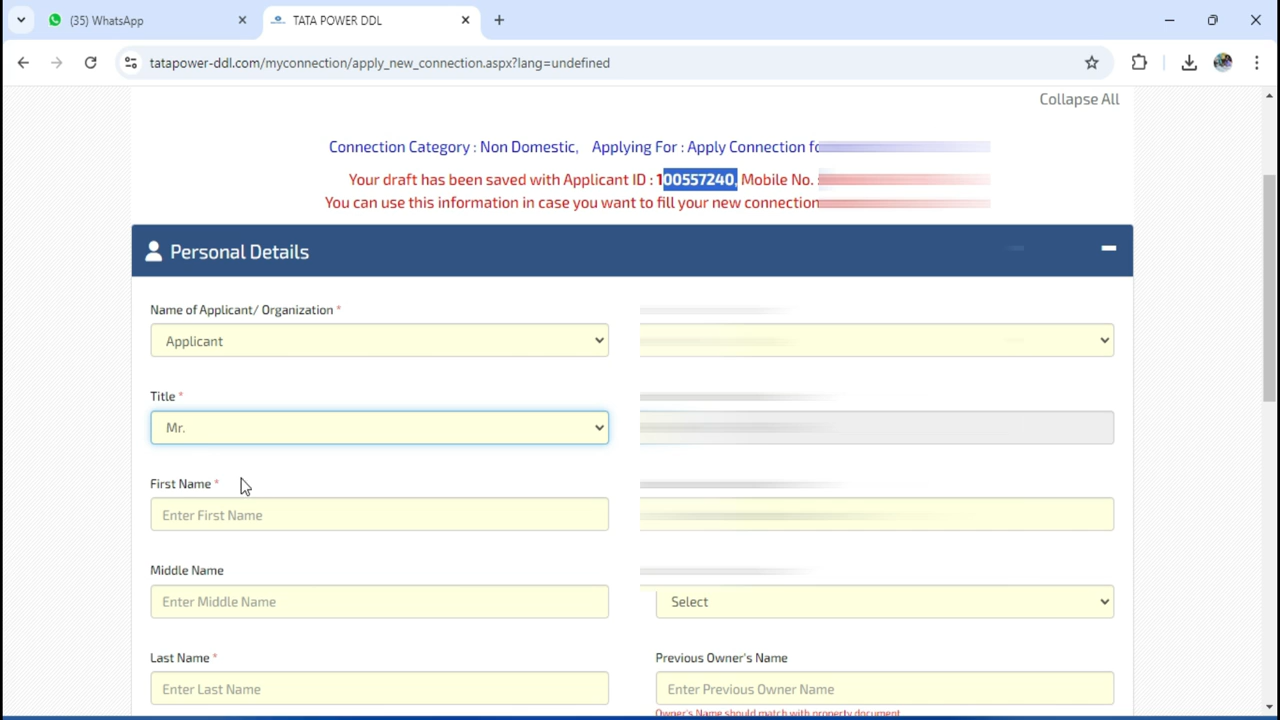 (35) WhatsApp
TATA POWER DDL
tatapower-ddl.com/myconnection/apply_new_connection.aspx?lang=undefined
Collapse All
Connection Category : Non Domestic, Applying For : Apply Connection
Your draft has been saved with Applicant ID : 100557240, Mobile No.
You can use this information in case you want to fill your new connection
Personal Details
Name of Applicant/ Organization *
Applicant
Title *
Mr.
First Name *
Enter First Name
Middle Name
Enter Middle Name
Select
Last Name *
Previous Owner's Name
Enter Last Name
Enter Previous Owner Name
Owner's Name should match with property document